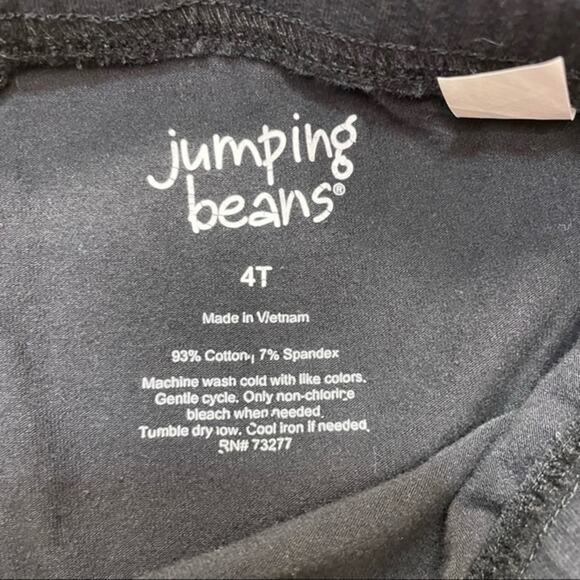 jumping
beans®
4T
Made in Vietnam
93% Cotton, 7% Spandex
Machine wash cold with like colors.
Gentle cycle. Only non-chlorine
bleach when needed.
Tumble dry low. Cool iron if needed.
RN# 73277